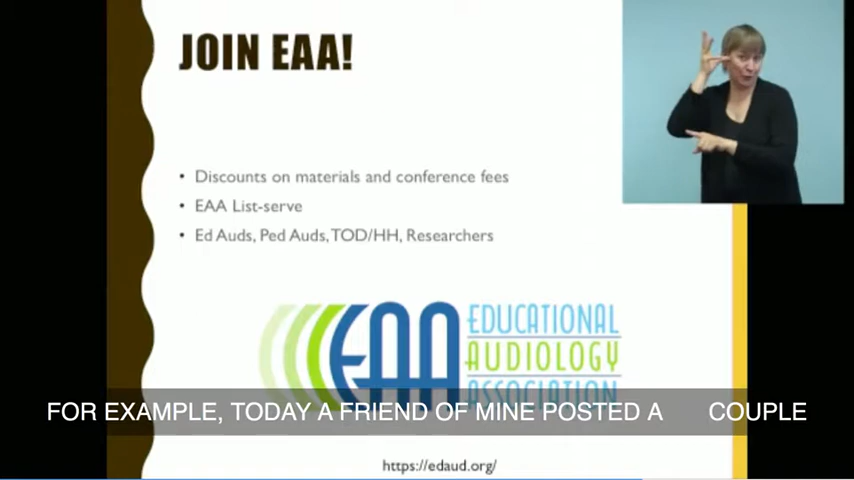 JOIN EAA!
• Discounts on materials and conference fees
• EAA List-serve
• Ed Auds, Ped Auds, TOD/HH, Researchers
EAA EDUCATIONAL
AUDIOLOGY
ASSOCIATION
FOR EXAMPLE, TODAY A FRIEND OF MINE POSTED A COUPLE
https://edaud.org/